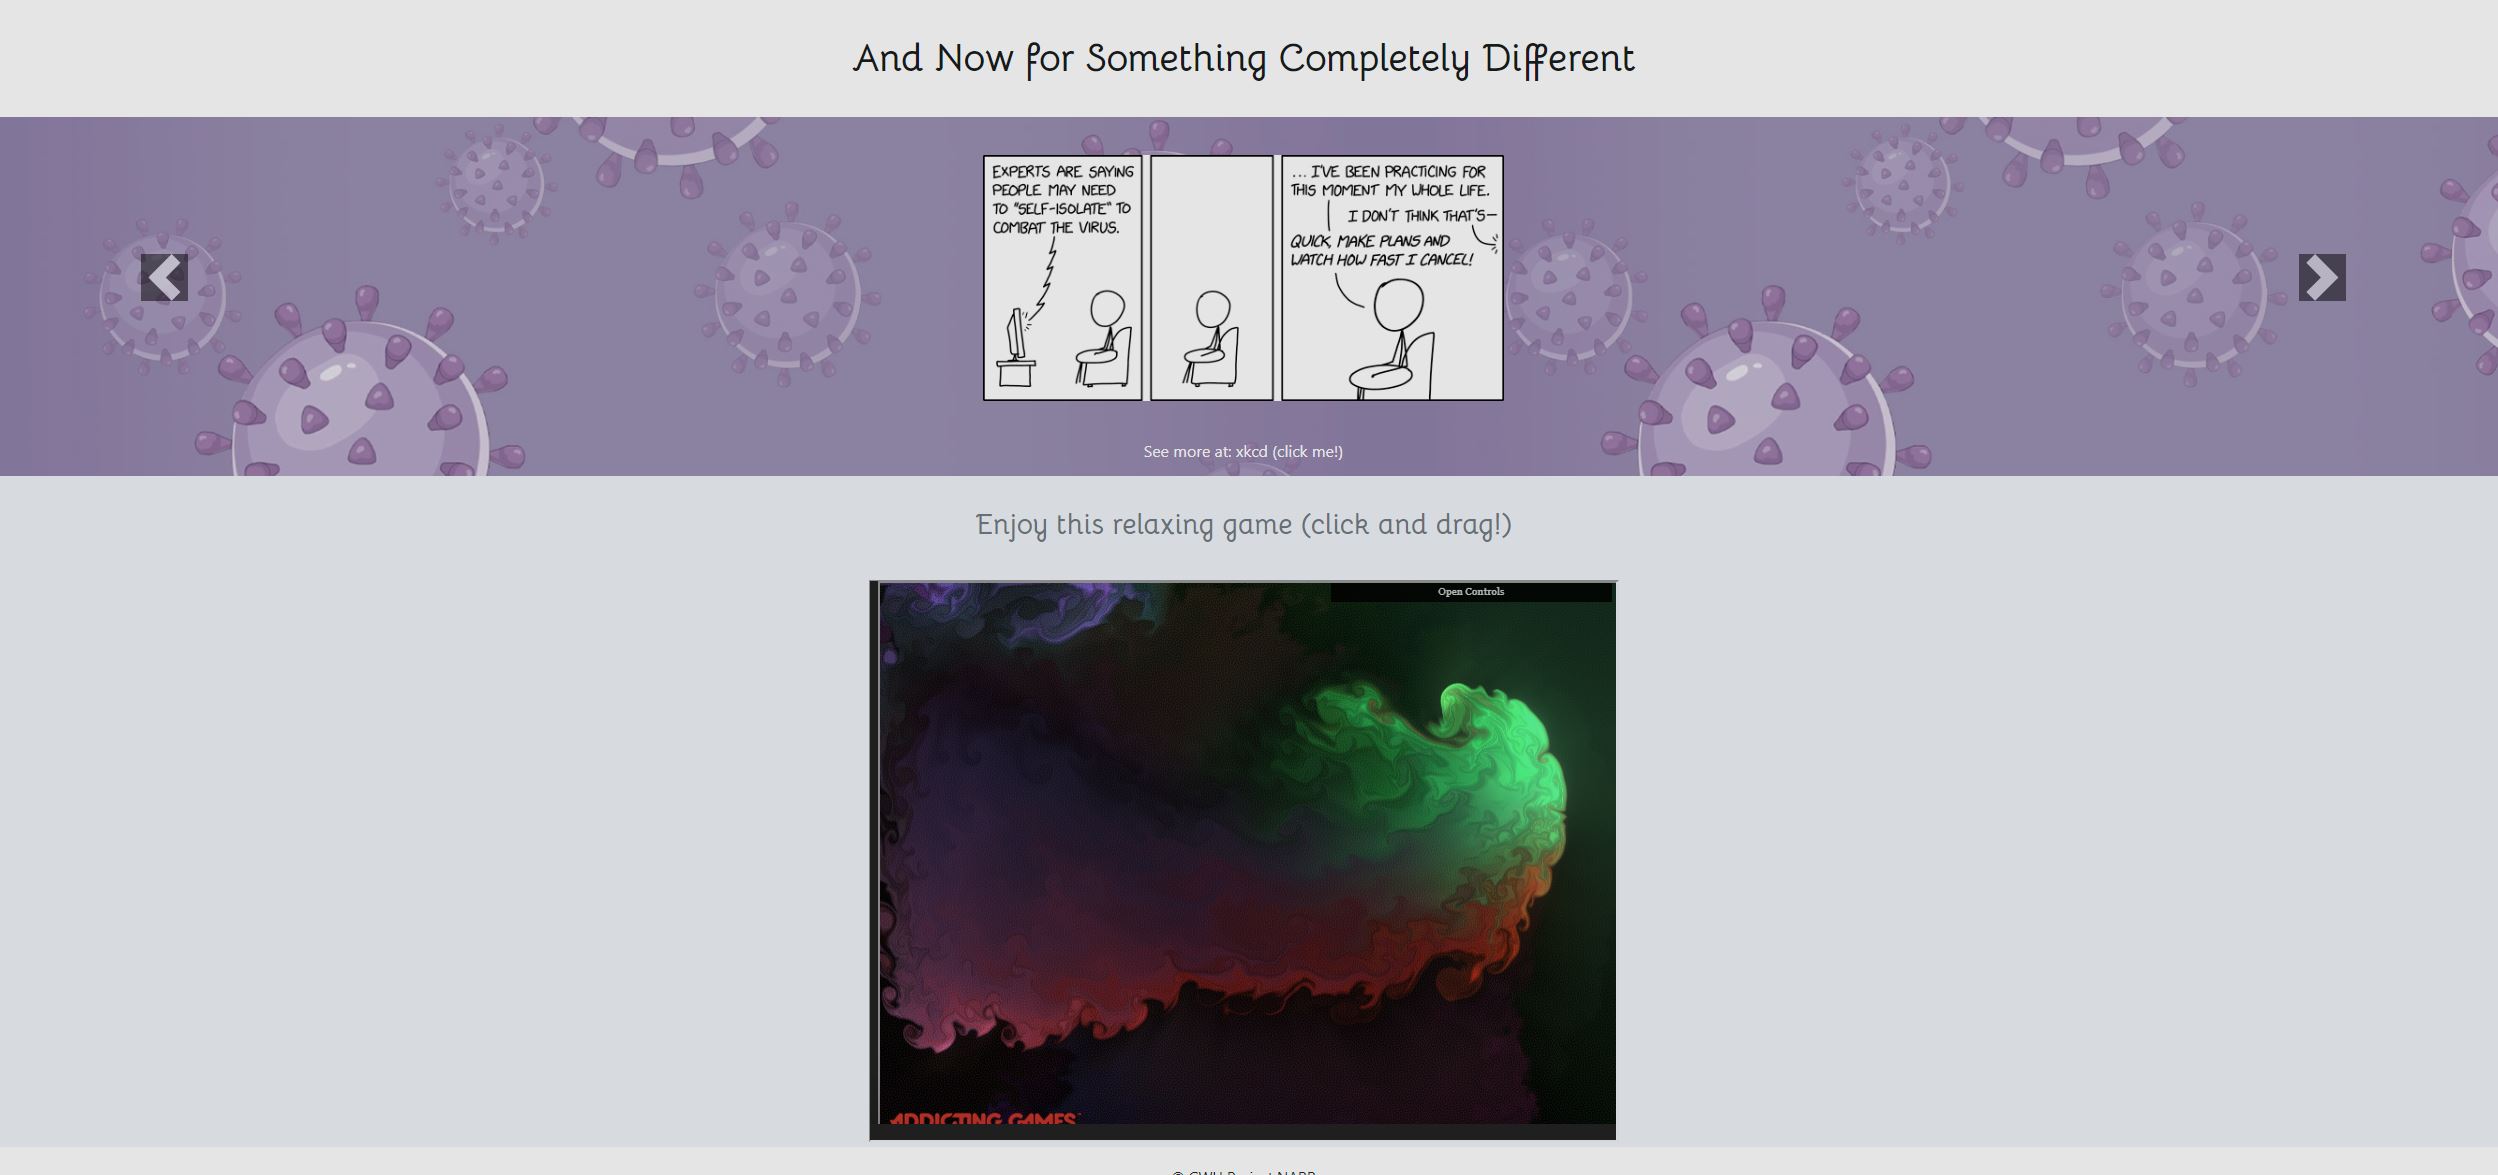 And Now for Something Completely Different
EXPERTS ARE SAYING
PEOPLE MAY NEED
TO "SELF-ISOLATE" TO
COMBAT THE VIRUS.
...I'VE BEEN PRACTICING FOR
THIS MOMENT MY WHOLE LIFE.
I DON'T THINK THAT'S—
QUICK, MAKE PLANS AND
WATCH HOW FAST I CANCEL!
See more at: xkcd (click me!)
Enjoy this relaxing game (click and drag!)
Open Controls
ADDICTING GAMES